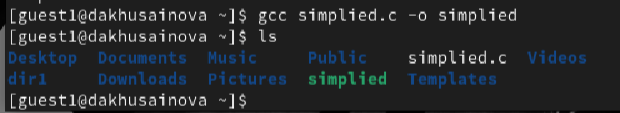 [guest1@dakhusainova ~]$ gcc simplied.c -o simplied
[guest1@dakhusainova ~]$ ls
Desktop  Documents  Music  Public  simplied.c  Videos
dir1  Downloads  Pictures  simplied  Templates
[guest1@dakhusainova ~]$